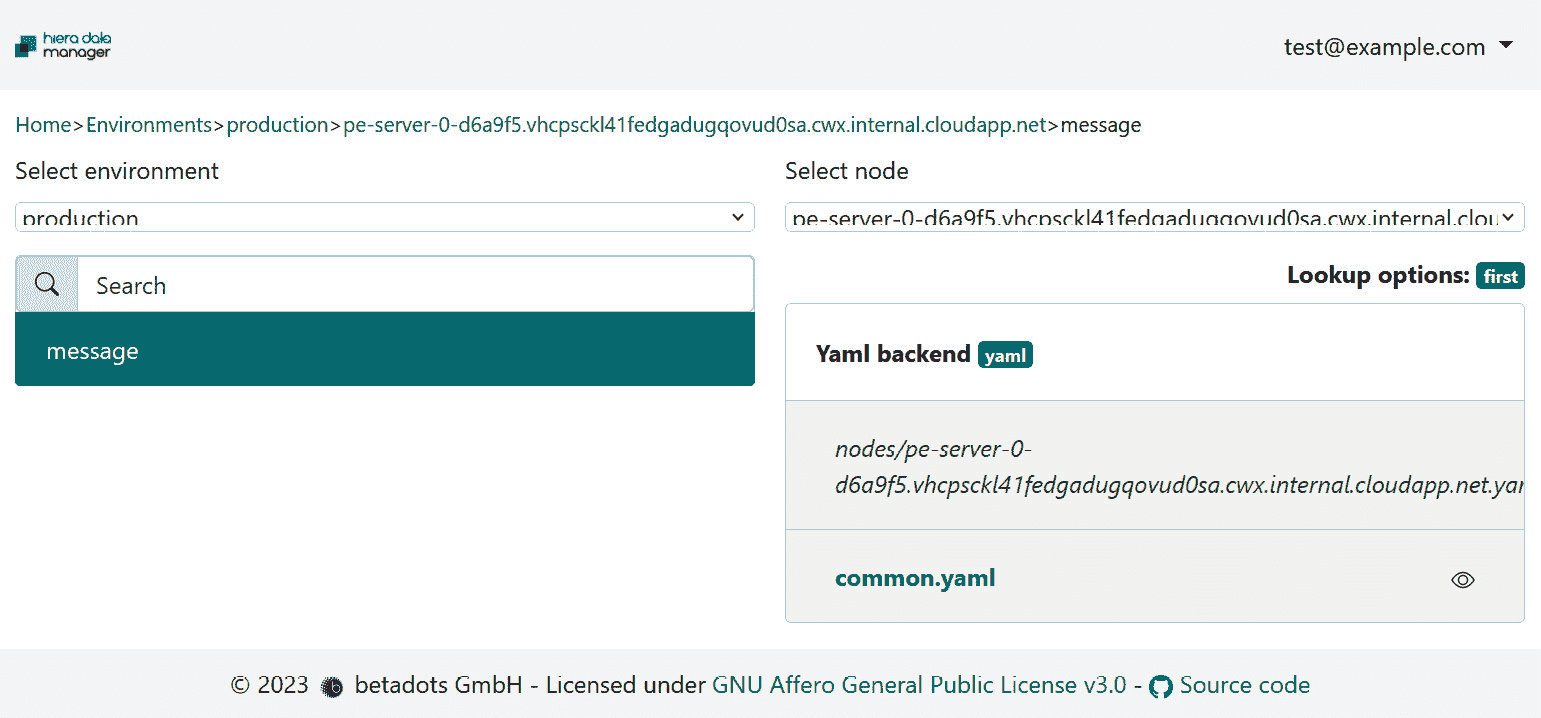 hiera data
manager
test@example.com
Home>Environments>production>pe-server-0-d6a9f5.vhcpsckl41fedgadugqovud0sa.cwx.internal.cloudapp.net>message
Select environment
Select node
production
pe-server-0-d6a9f5.vhcpsckl41fedgadugqovud0sa.cwx.internal.clou
Search
Lookup options: first
message
Yaml backend yaml
nodes/pe-server-0-
d6a9f5.vhcpsckl41fedgadugqovud0sa.cwx.internal.cloudapp.net.yam
common.yaml
© 2023 betadots GmbH - Licensed under GNU Affero General Public License v3.0 - Source code